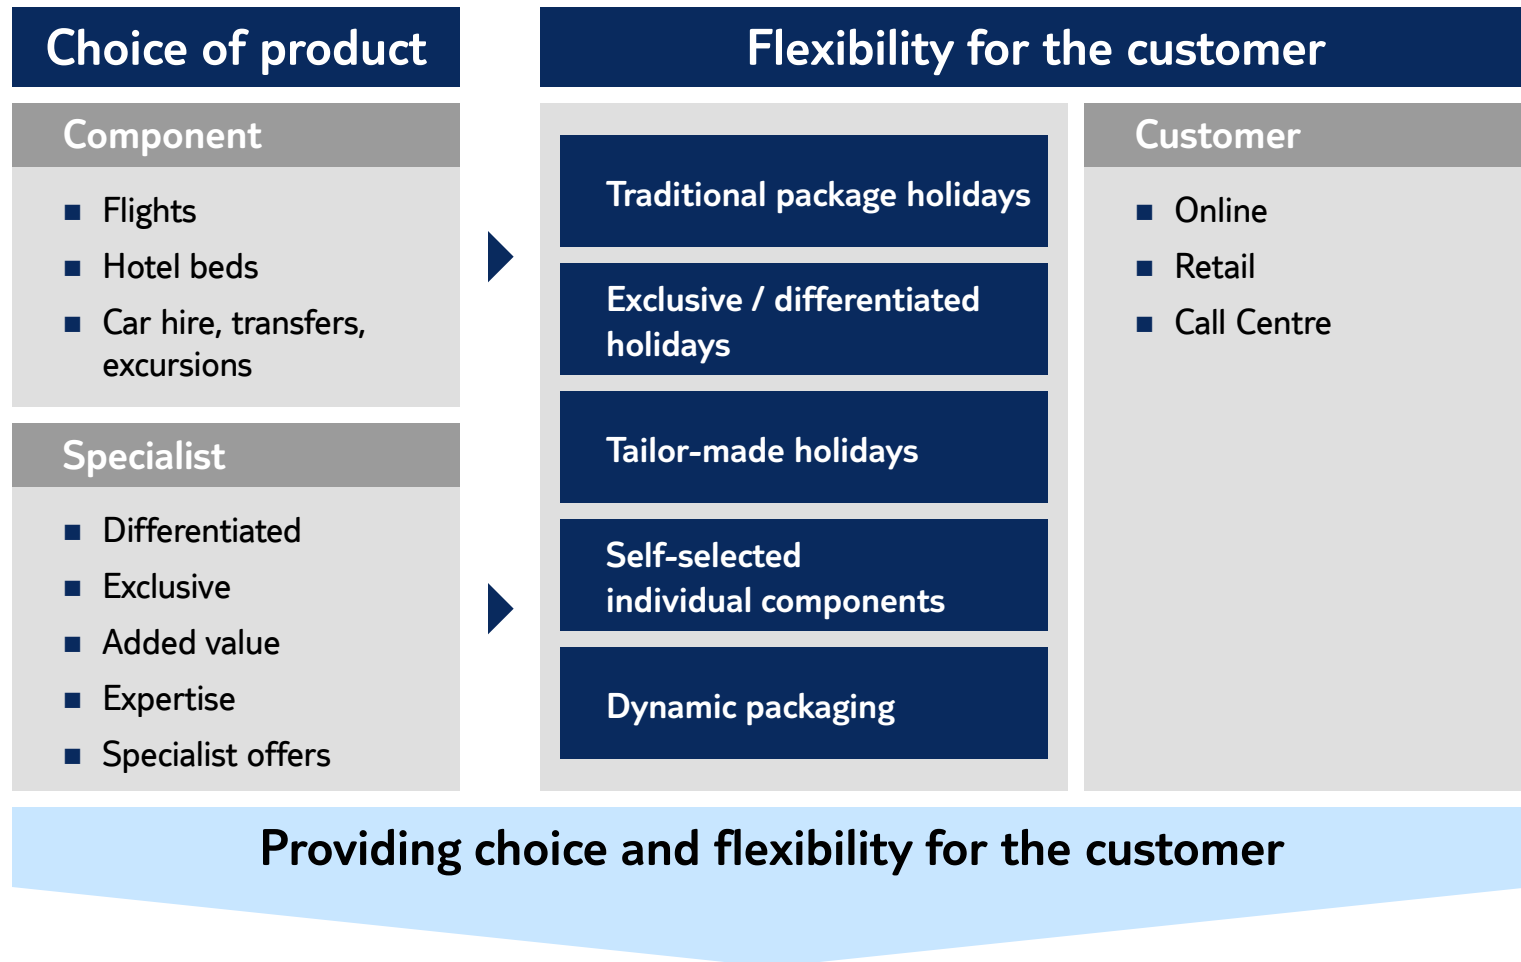 Choice of product
Component
Flights
Hotel beds
Car hire, transfers,
excursions
Specialist
Differentiated
Exclusive
Added value
Expertise
Specialist offers
Flexibility for the customer
Traditional package holidays
Exclusive / differentiated
holidays
Tailor-made holidays
Self-selected
individual components
Dynamic packaging
Customer
Online
Retail
Call Centre
Providing choice and flexibility for the customer